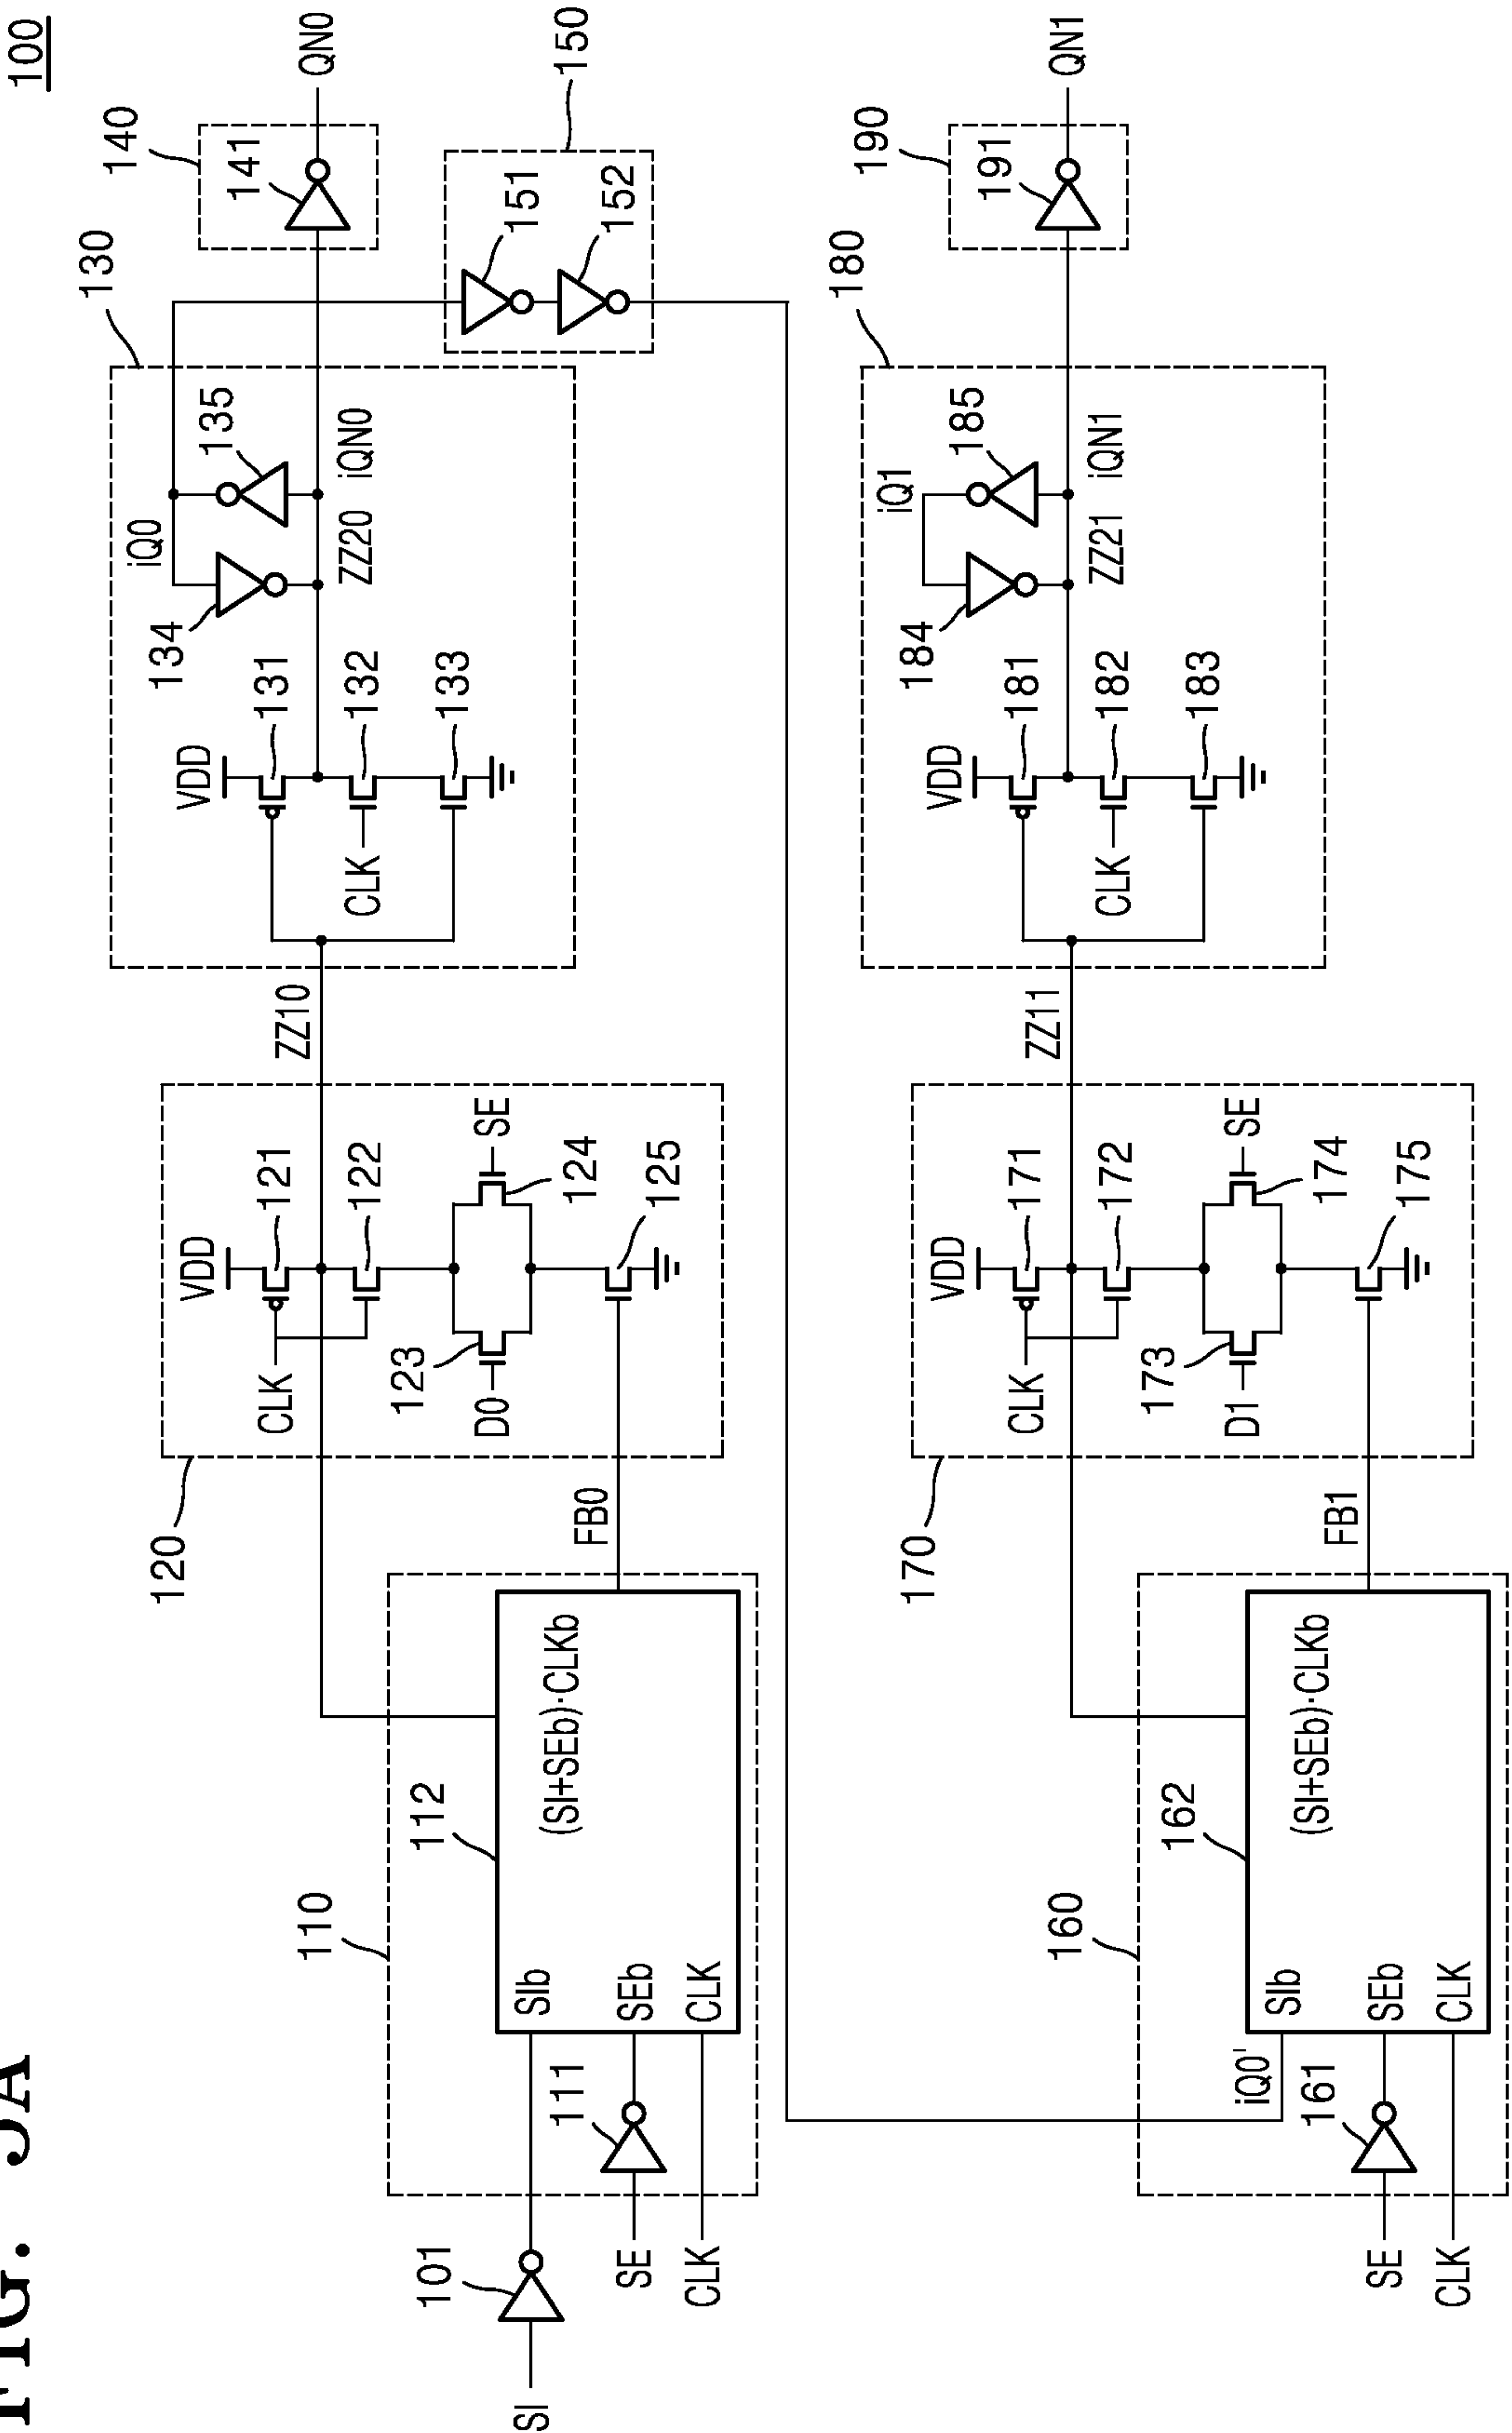 FIG. 5A
100
130
140
141
QN0
iQ0
135
134
151
150
152
VDD
131
ZZ20
iQN0
CLK
132
133
ZZ10
120
VDD
121
CLK
122
123
D0
SE
124
125
FB0
110
112
SIb
(SI+SEb)·CLKb
101
SI
111
SEb
SE
CLK
CLK
180
190
191
QN1
iQ1
185
184
VDD
181
ZZ21
iQN1
CLK
182
183
ZZ11
170
VDD
171
CLK
172
173
D1
SE
174
175
FB1
160
162
iQ0'
SIb
(SI+SEb)·CLKb
161
SEb
SE
CLK
CLK